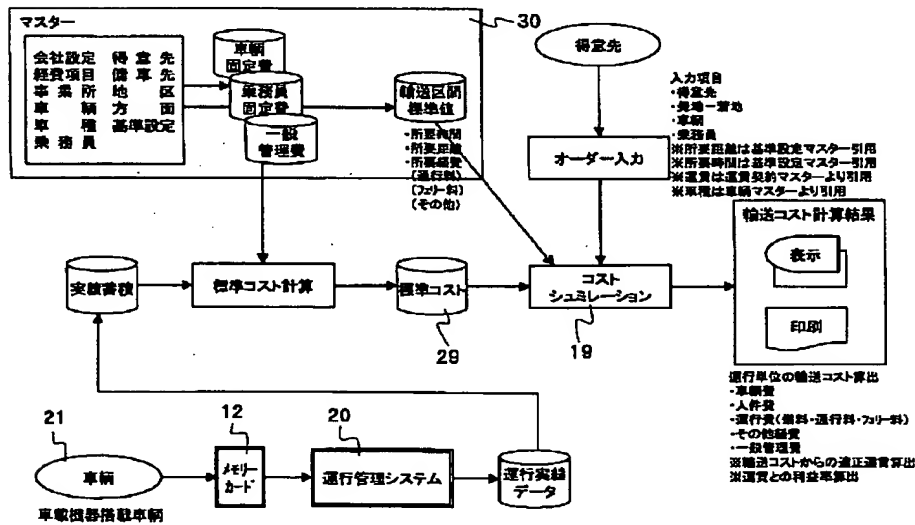 マスター
30
会社設定 得意先
経費項目 傭車先
事業所 地区
車輌 方面
車種 基準設定
乗務員
車輌
固定費
乗務員
固定費
一般
管理費
輸送区間
標準値
・所要時間
・所要距離
・所要経費
(運行料)
(フェリー料)
(その他)
得意先
オーダー入力
入力項目
・得意先
・発地ー着地
・車輌
・乗務員
※所要距離は基準設定マスター引用
※所要時間は基準設定マスター引用
※運賃は運賃契約マスターより引用
※車種は車輌マスターより引用
実績蓄積
標準コスト計算
標準コスト
29
コスト
シュミレーション
19
輸送コスト計算結果
表示
印刷
運行単位の輸送コスト算出
・車輌費
・人件費
・運行費(燃料・運行料・フェリー料)
・その他経費
・一般管理費
※輸送コストからの適正運賃算出
※運賃との利益率算出
21
車輌
車載機器搭載車輌
12
メモリー
カード
20
運行管理システム
運行実績
データ